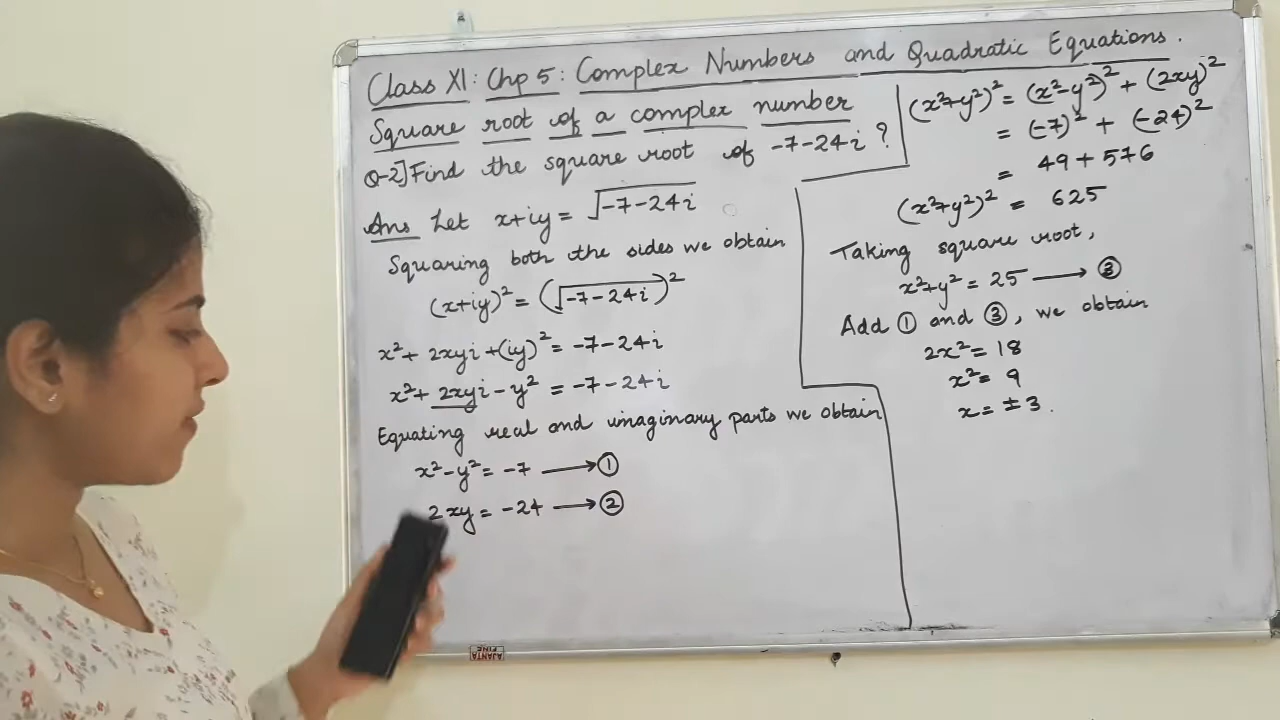 Class XI: Chp 5: Complex Numbers and Quadratic Equations.
Square root of a complex number
Q-2] Find the square root of -7-24i ?
Ans Let x+iy = √-7-24i
Squaring both the sides we obtain
(x+iy)² = (√-7-24i)²
x² + 2xyi + (iy)² = -7-24i
x² + 2xyi - y² = -7-24i
Equating real and imaginary parts we obtain
x² - y² = -7 → ①
2xy = -24 → ②
(x²+y²)² = (x²-y²)² + (2xy)²
= (-7)² + (-24)²
= 49 + 576
(x²+y²)² = 625
Taking square root,
x²+y² = 25 → ③
Add ① and ③, we obtain
2x² = 18
x² = 9
x = ±3.
AJANTA
FINE